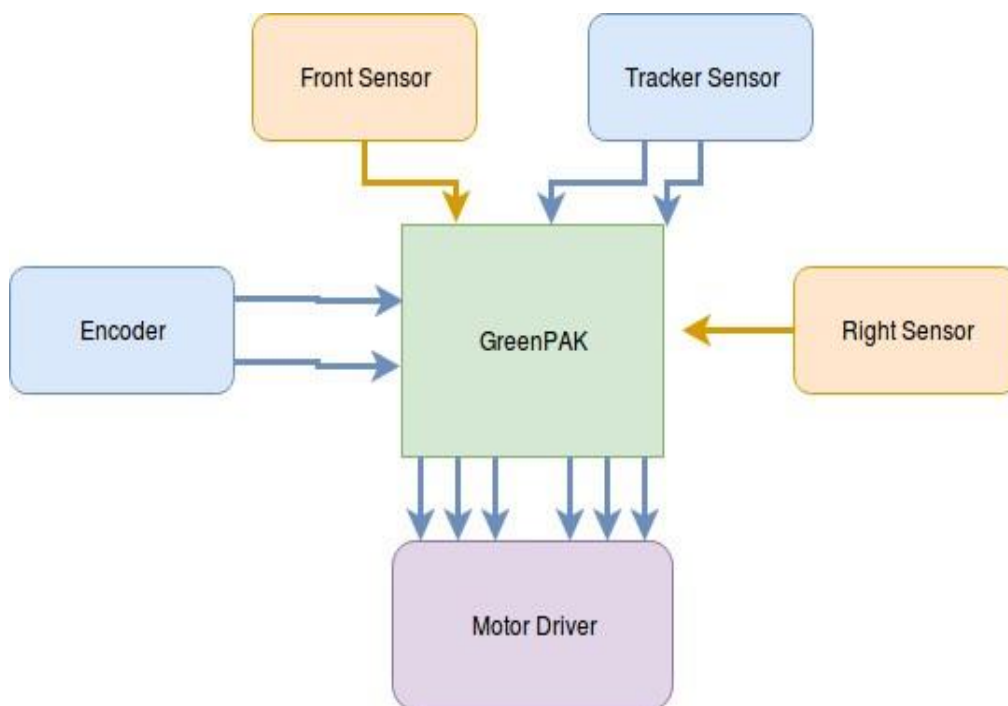 Front Sensor
Tracker Sensor
Encoder
GreenPAK
Right Sensor
Motor Driver